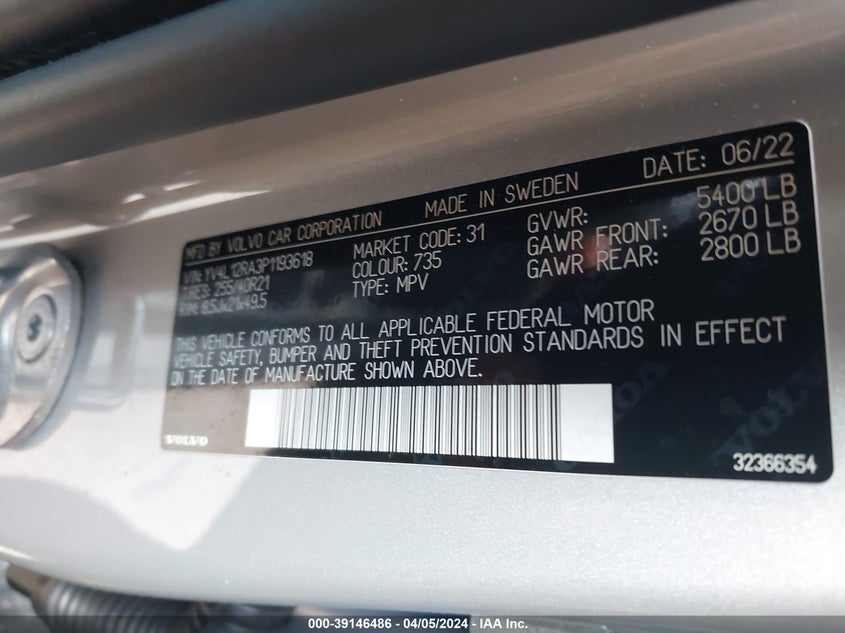 MFD BY VOLVO CAR CORPORATION MADE IN SWEDEN DATE: 06/22
VIN: YV4L12RA3P1193618 MARKET CODE: 31 GVWR: 5400 LB
TIRES: 255/40R21 COLOUR: 735 GAWR FRONT: 2670 LB
RIM: 8.5Jx21x49.5 TYPE: MPV GAWR REAR: 2800 LB
THIS VEHICLE CONFORMS TO ALL APPLICABLE FEDERAL MOTOR
VEHICLE SAFETY, BUMPER AND THEFT PREVENTION STANDARDS IN EFFECT
ON THE DATE OF MANUFACTURE SHOWN ABOVE.
VOLVO
32366354
000-39146486 - 04/05/2024 - IAA Inc.